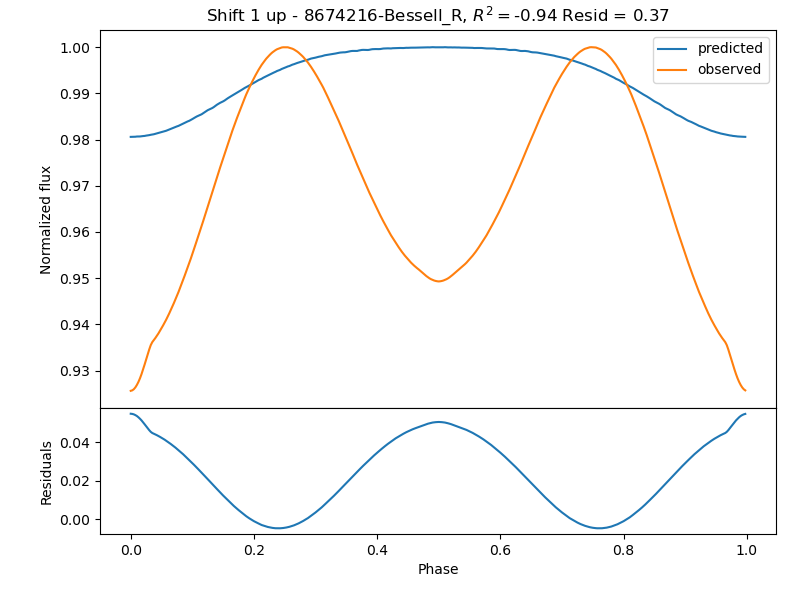 Shift 1 up - 8674216-Bessell_R, $R^2 =$ -0.94 Resid = 0.37
predicted
observed
Normalized flux
1.00
0.99
0.98
0.97
0.96
0.95
0.94
0.93
Residuals
0.04
0.02
0.00
0.0 0.2 0.4 0.6 0.8 1.0
Phase